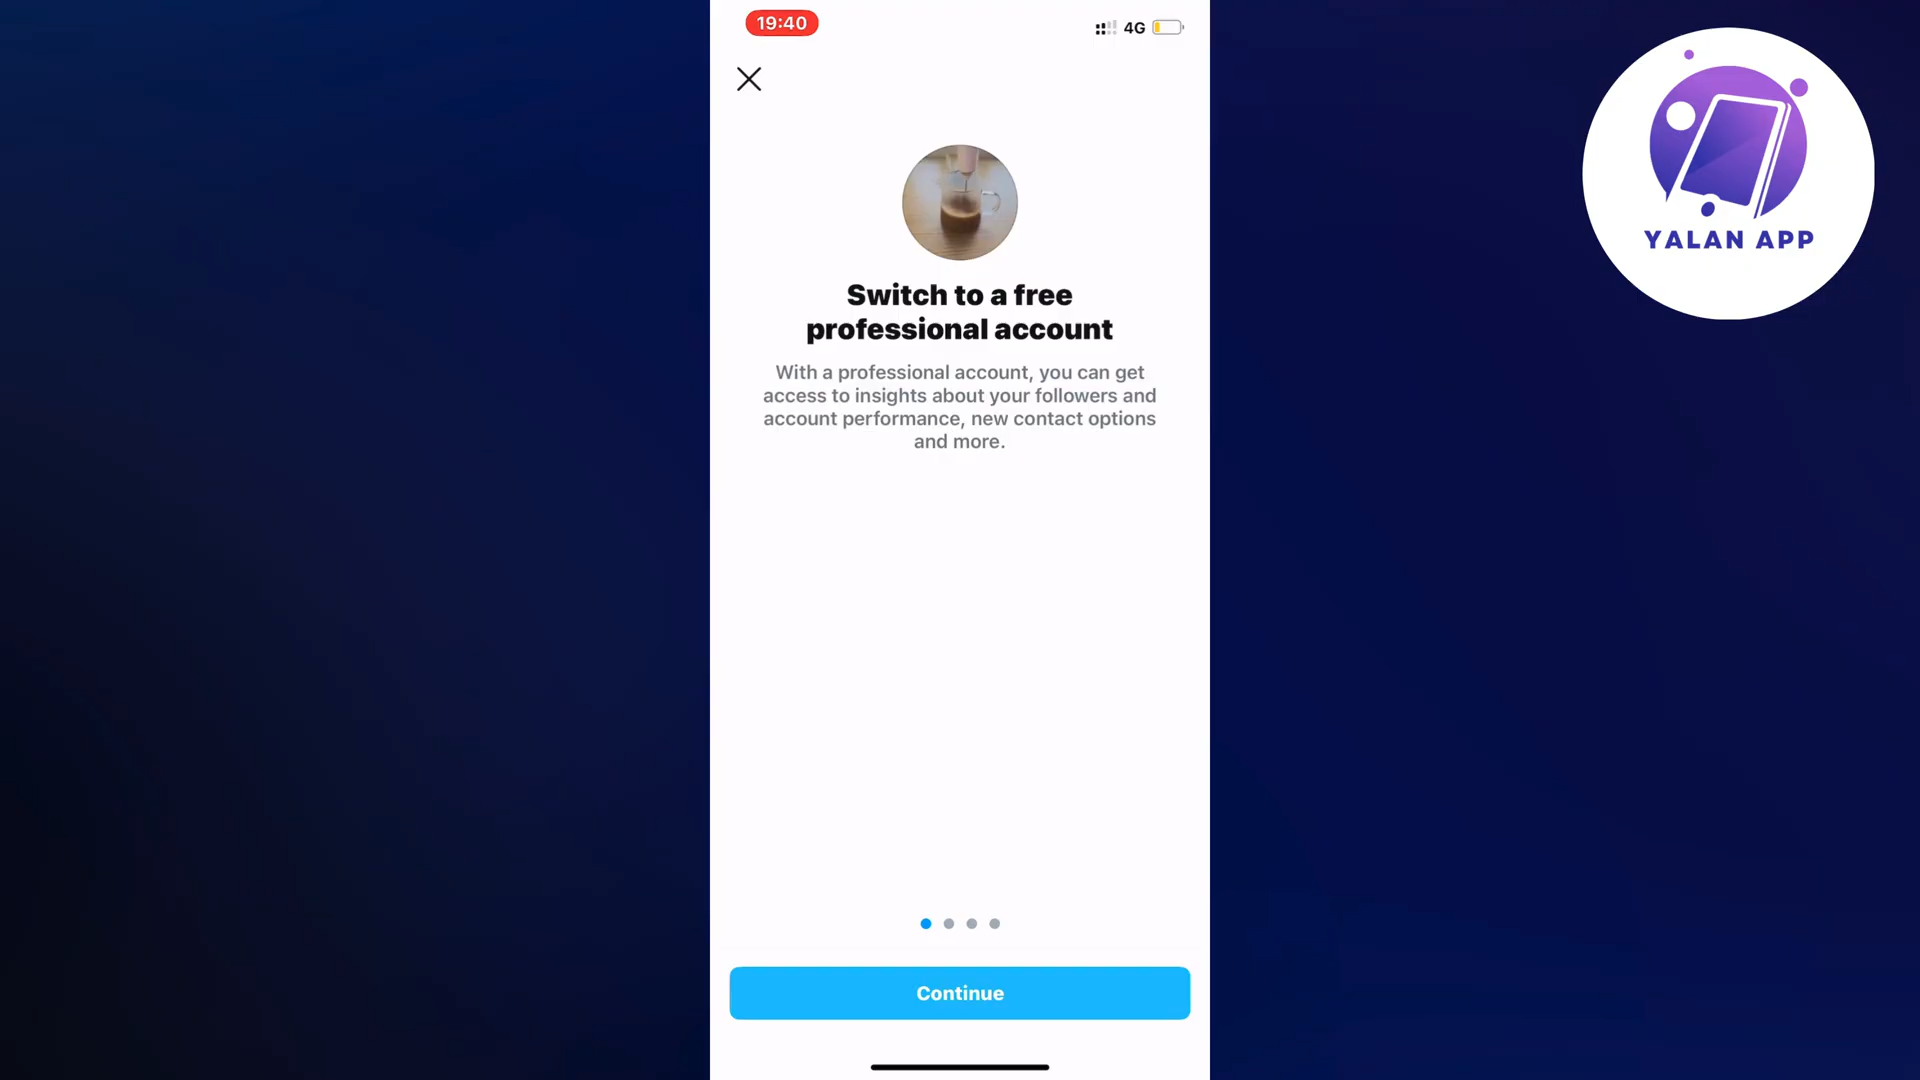 19:40
4G
YALAN APP
Switch to a free
professional account
With a professional account, you can get
access to insights about your followers and
account performance, new contact options
and more.
Continue